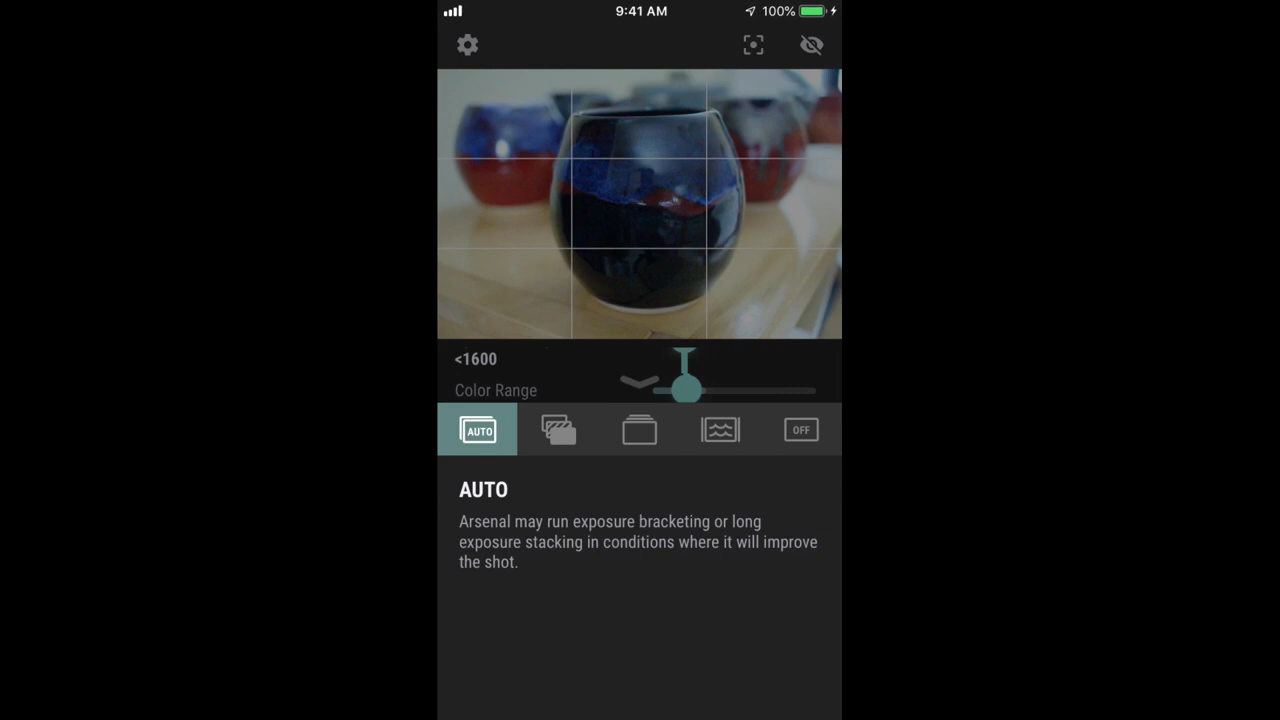 9:41 AM
100%
<1600
Color Range
AUTO
OFF
AUTO
Arsenal may run exposure bracketing or long
exposure stacking in conditions where it will improve
the shot.